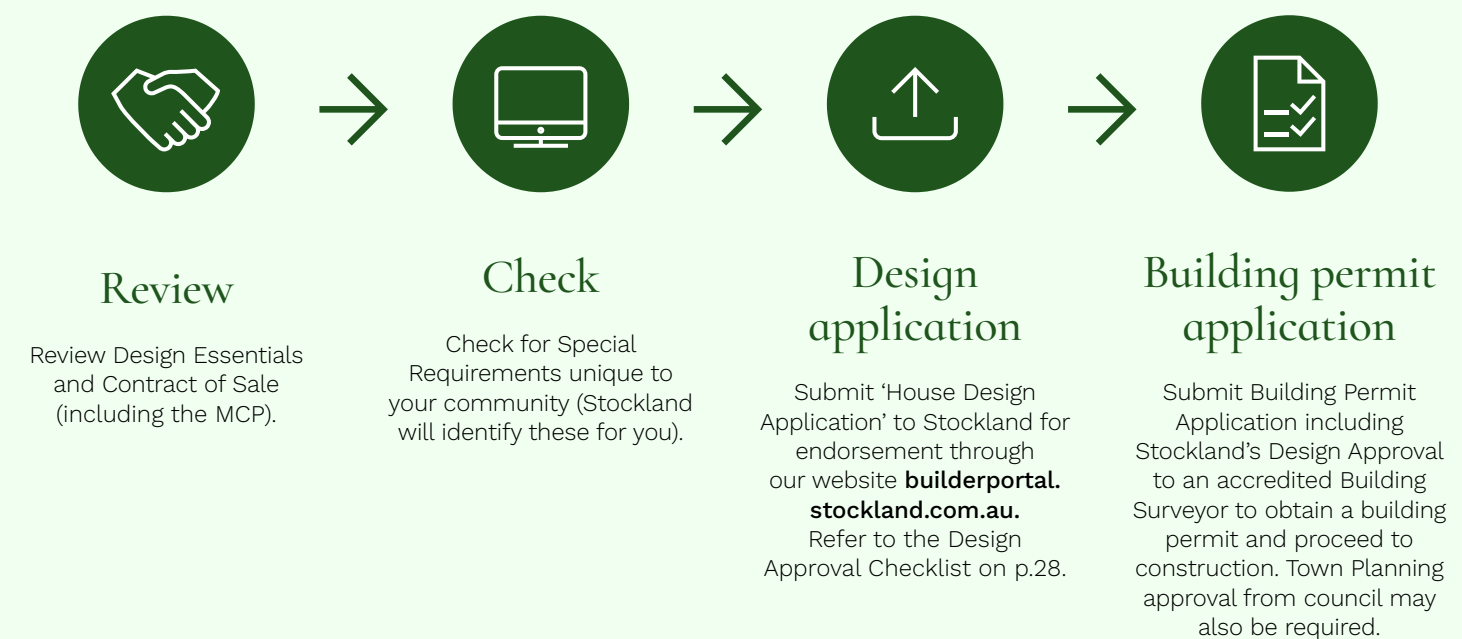 Review
Review Design Essentials
and Contract of Sale
(including the MCP).
Check
Check for Special
Requirements unique to
your community (Stockland
will identify these for you).
Design
application
Submit ‘House Design
Application’ to Stockland for
endorsement through
our website builderportal.
stockland.com.au.
Refer to the Design
Approval Checklist on p.28.
Building permit
application
Submit Building Permit
Application including
Stockland’s Design Approval
to an accredited Building
Surveyor to obtain a building
permit and proceed to
construction. Town Planning
approval from council may
also be required.